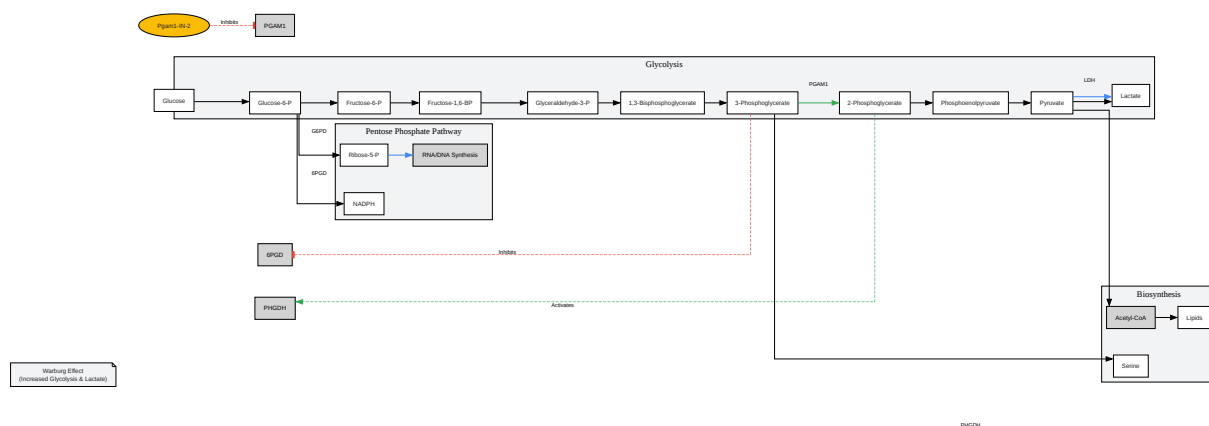 Pgam1-IN-2
Inhibits
PGAM1
Glycolysis
Glucose
Glucose-6-P
Fructose-6-P
Fructose-1,6-BP
Glyceraldehyde-3-P
1,3-Bisphosphoglycerate
3-Phosphoglycerate
PGAM1
2-Phosphoglycerate
Phosphoenolpyruvate
Pyruvate
LDH
Lactate
G6PD
6PGD
Pentose Phosphate Pathway
Ribose-5-P
RNA/DNA Synthesis
NADPH
6PGD
Inhibits
PHGDH
Activates
Biosynthesis
Acetyl-CoA
Lipids
Serine
Warburg Effect
(Increased Glycolysis & Lactate)
PHGDH